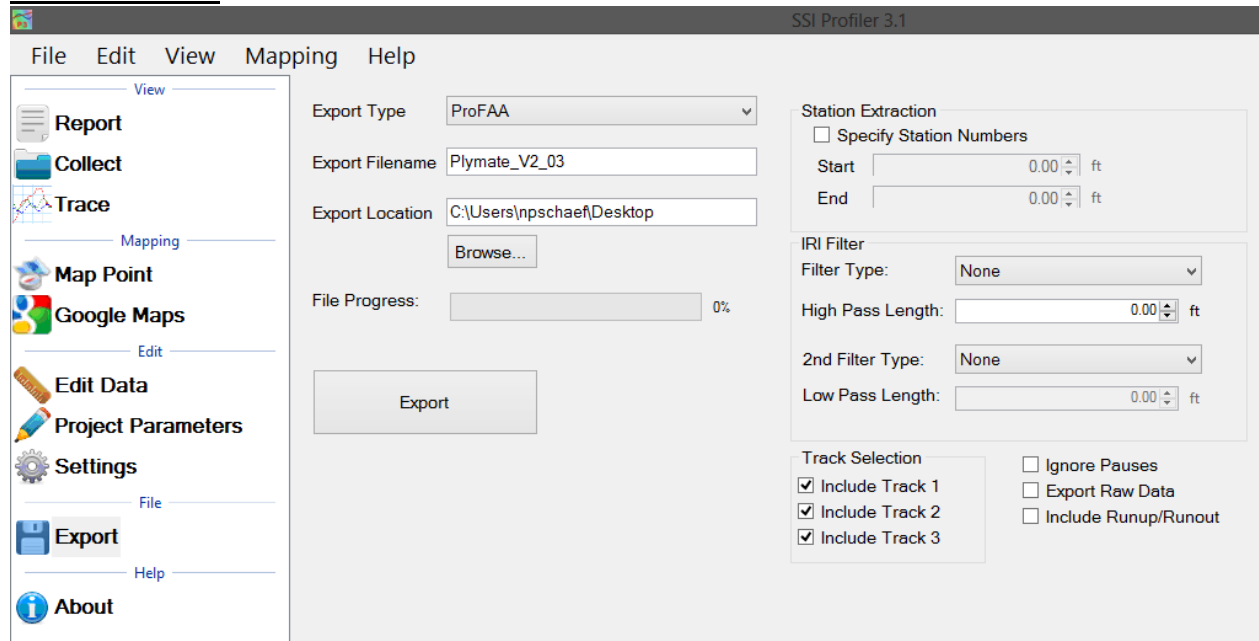 SSI Profiler 3.1
File Edit View Mapping Help
View
Report
Collect
Trace
Mapping
Map Point
Google Maps
Edit
Edit Data
Project Parameters
Settings
File
Export
Help
About
Export Type ProFAA
Export Filename Plymate_V2_03
Export Location C:\Users\npschaef\Desktop
Browse...
File Progress: 0%
Export
Station Extraction
Specify Station Numbers
Start 0.00 ft
End 0.00 ft
IRI Filter
Filter Type: None
High Pass Length: 0.00 ft
2nd Filter Type: None
Low Pass Length: 0.00 ft
Track Selection
Include Track 1
Include Track 2
Include Track 3
Ignore Pauses
Export Raw Data
Include Runup/Runout